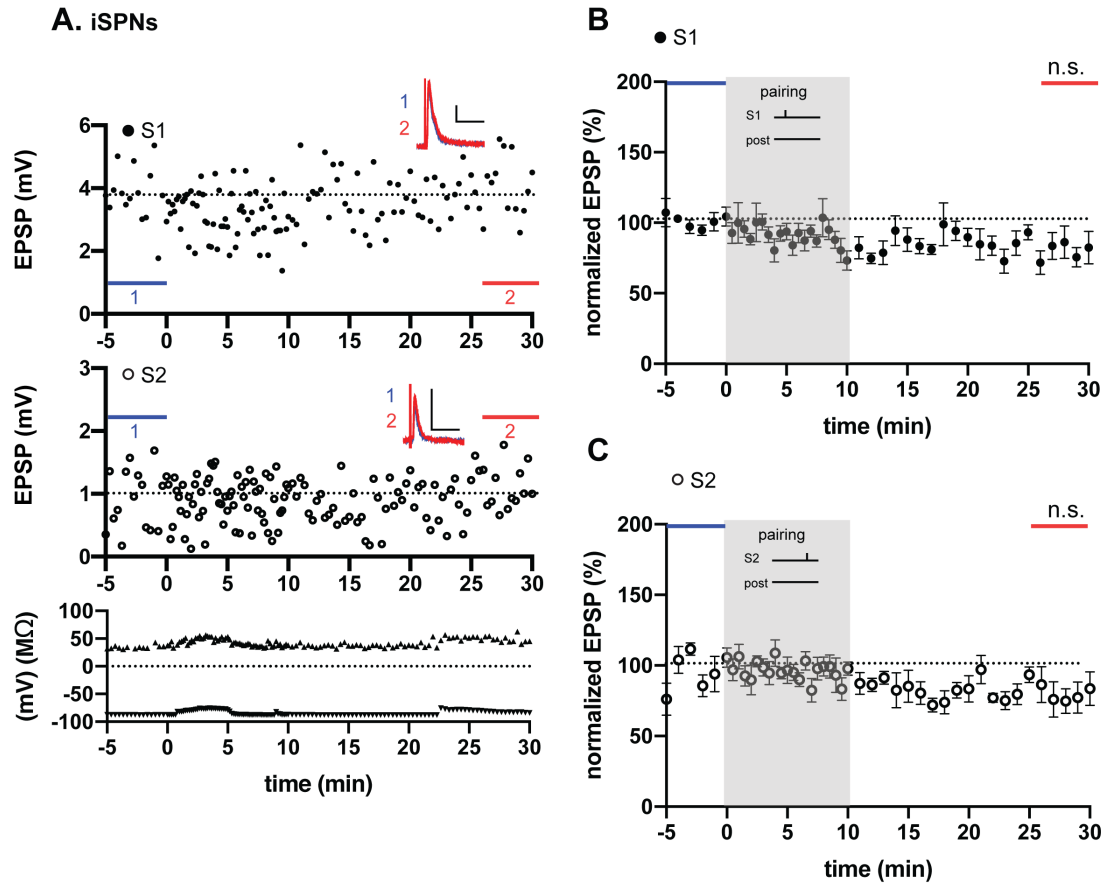 A. iSPNs
S1
1
2
6
4
2
0
EPSP (mV)
1
2
-5 0 5 10 15 20 25 30
S2
1
2
3
2
1
0
EPSP (mV)
1
2
-5 0 5 10 15 20 25 30
100
50
0
-50
-100
(mV) (MΩ)
-5 0 5 10 15 20 25 30
time (min)
B
S1
n.s.
200
150
100
50
0
normalized EPSP (%)
pairing
S1
post
-5 0 5 10 15 20 25 30
time (min)
C
S2
n.s.
200
150
100
50
0
normalized EPSP (%)
pairing
S2
post
-5 0 5 10 15 20 25 30
time (min)